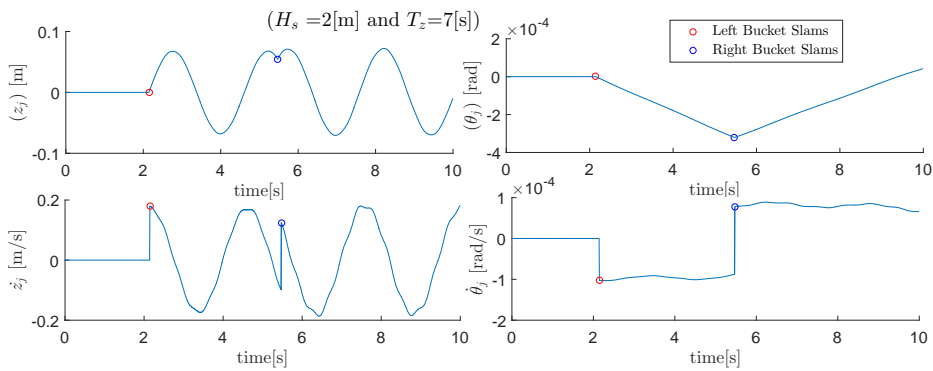 (H_s =2[m] and T_z=7[s])
Left Bucket Slams
Right Bucket Slams
0.1
0
-0.1
(z_j) [m]
0 2 4 6 8 10
time[s]
×10^-4
2
0
-2
-4
(θ_j) [rad]
0 2 4 6 8 10
time[s]
0.2
0
-0.2
ż_j [m/s]
0 2 4 6 8 10
time[s]
×10^-4
1
0
-1
-2
θ̇_j [rad/s]
0 2 4 6 8 10
time[s]